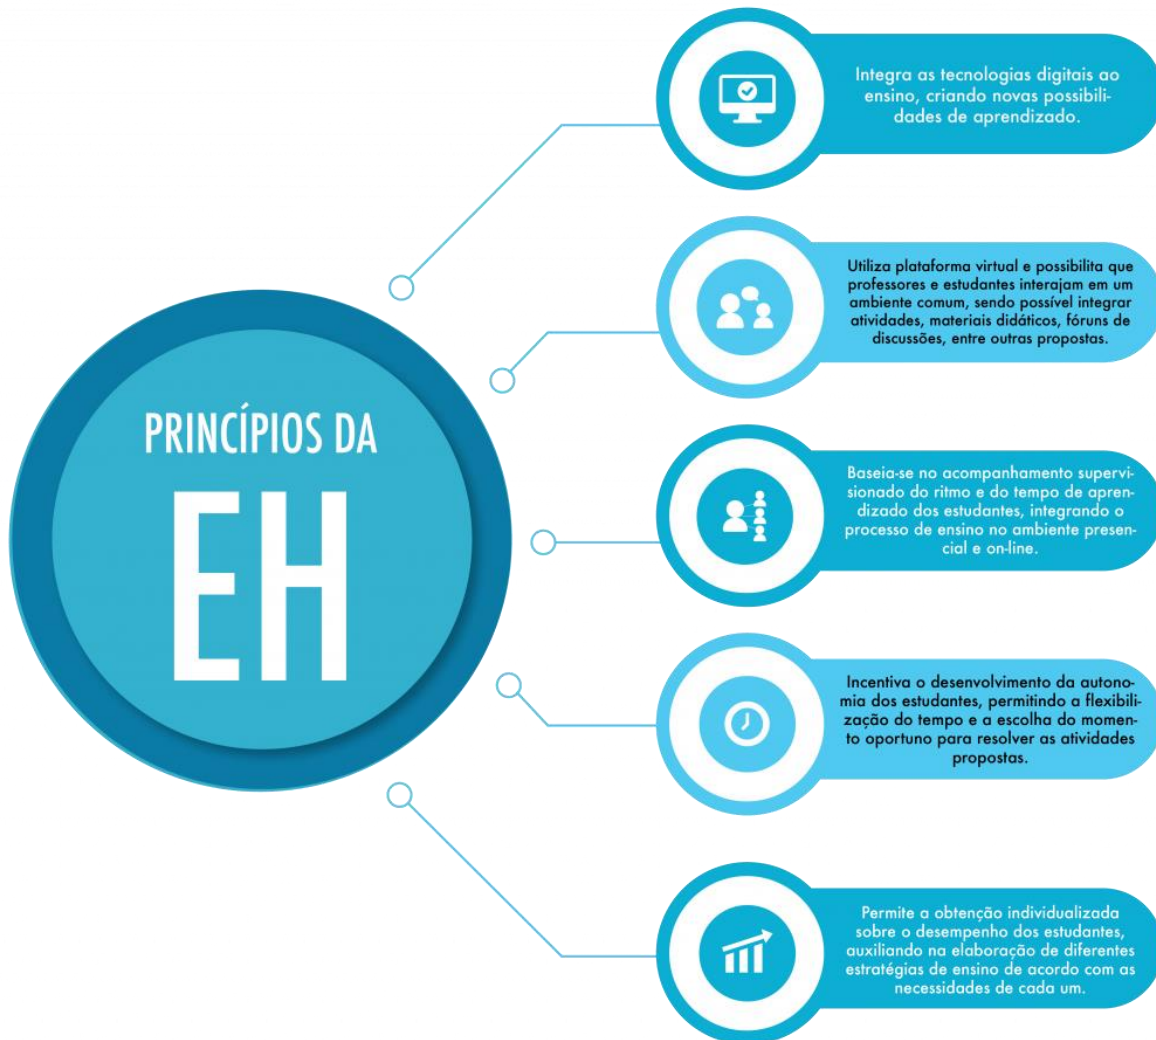 PRINCÍPIOS DA
EH
Integra as tecnologias digitais ao
ensino, criando novas possibili-
dades de aprendizado.
Utiliza plataforma virtual e possibilita que
professores e estudantes interajam em um
ambiente comum, sendo possível integrar
atividades, materiais didáticos, fóruns de
discussões, entre outras propostas.
Baseia-se no acompanhamento supervi-
sionado do ritmo e do tempo de apren-
dizado dos estudantes, integrando o
processo de ensino no ambiente presen-
cial e on-line.
Incentiva o desenvolvimento da autono-
mia dos estudantes, permitindo a flexibili-
zação do tempo e a escolha do momen-
to oportuno para resolver as atividades
propostas.
Permite a obtenção individualizada
sobre o desempenho dos estudantes,
auxiliando na elaboração de diferentes
estratégias de ensino de acordo com as
necessidades de cada um.